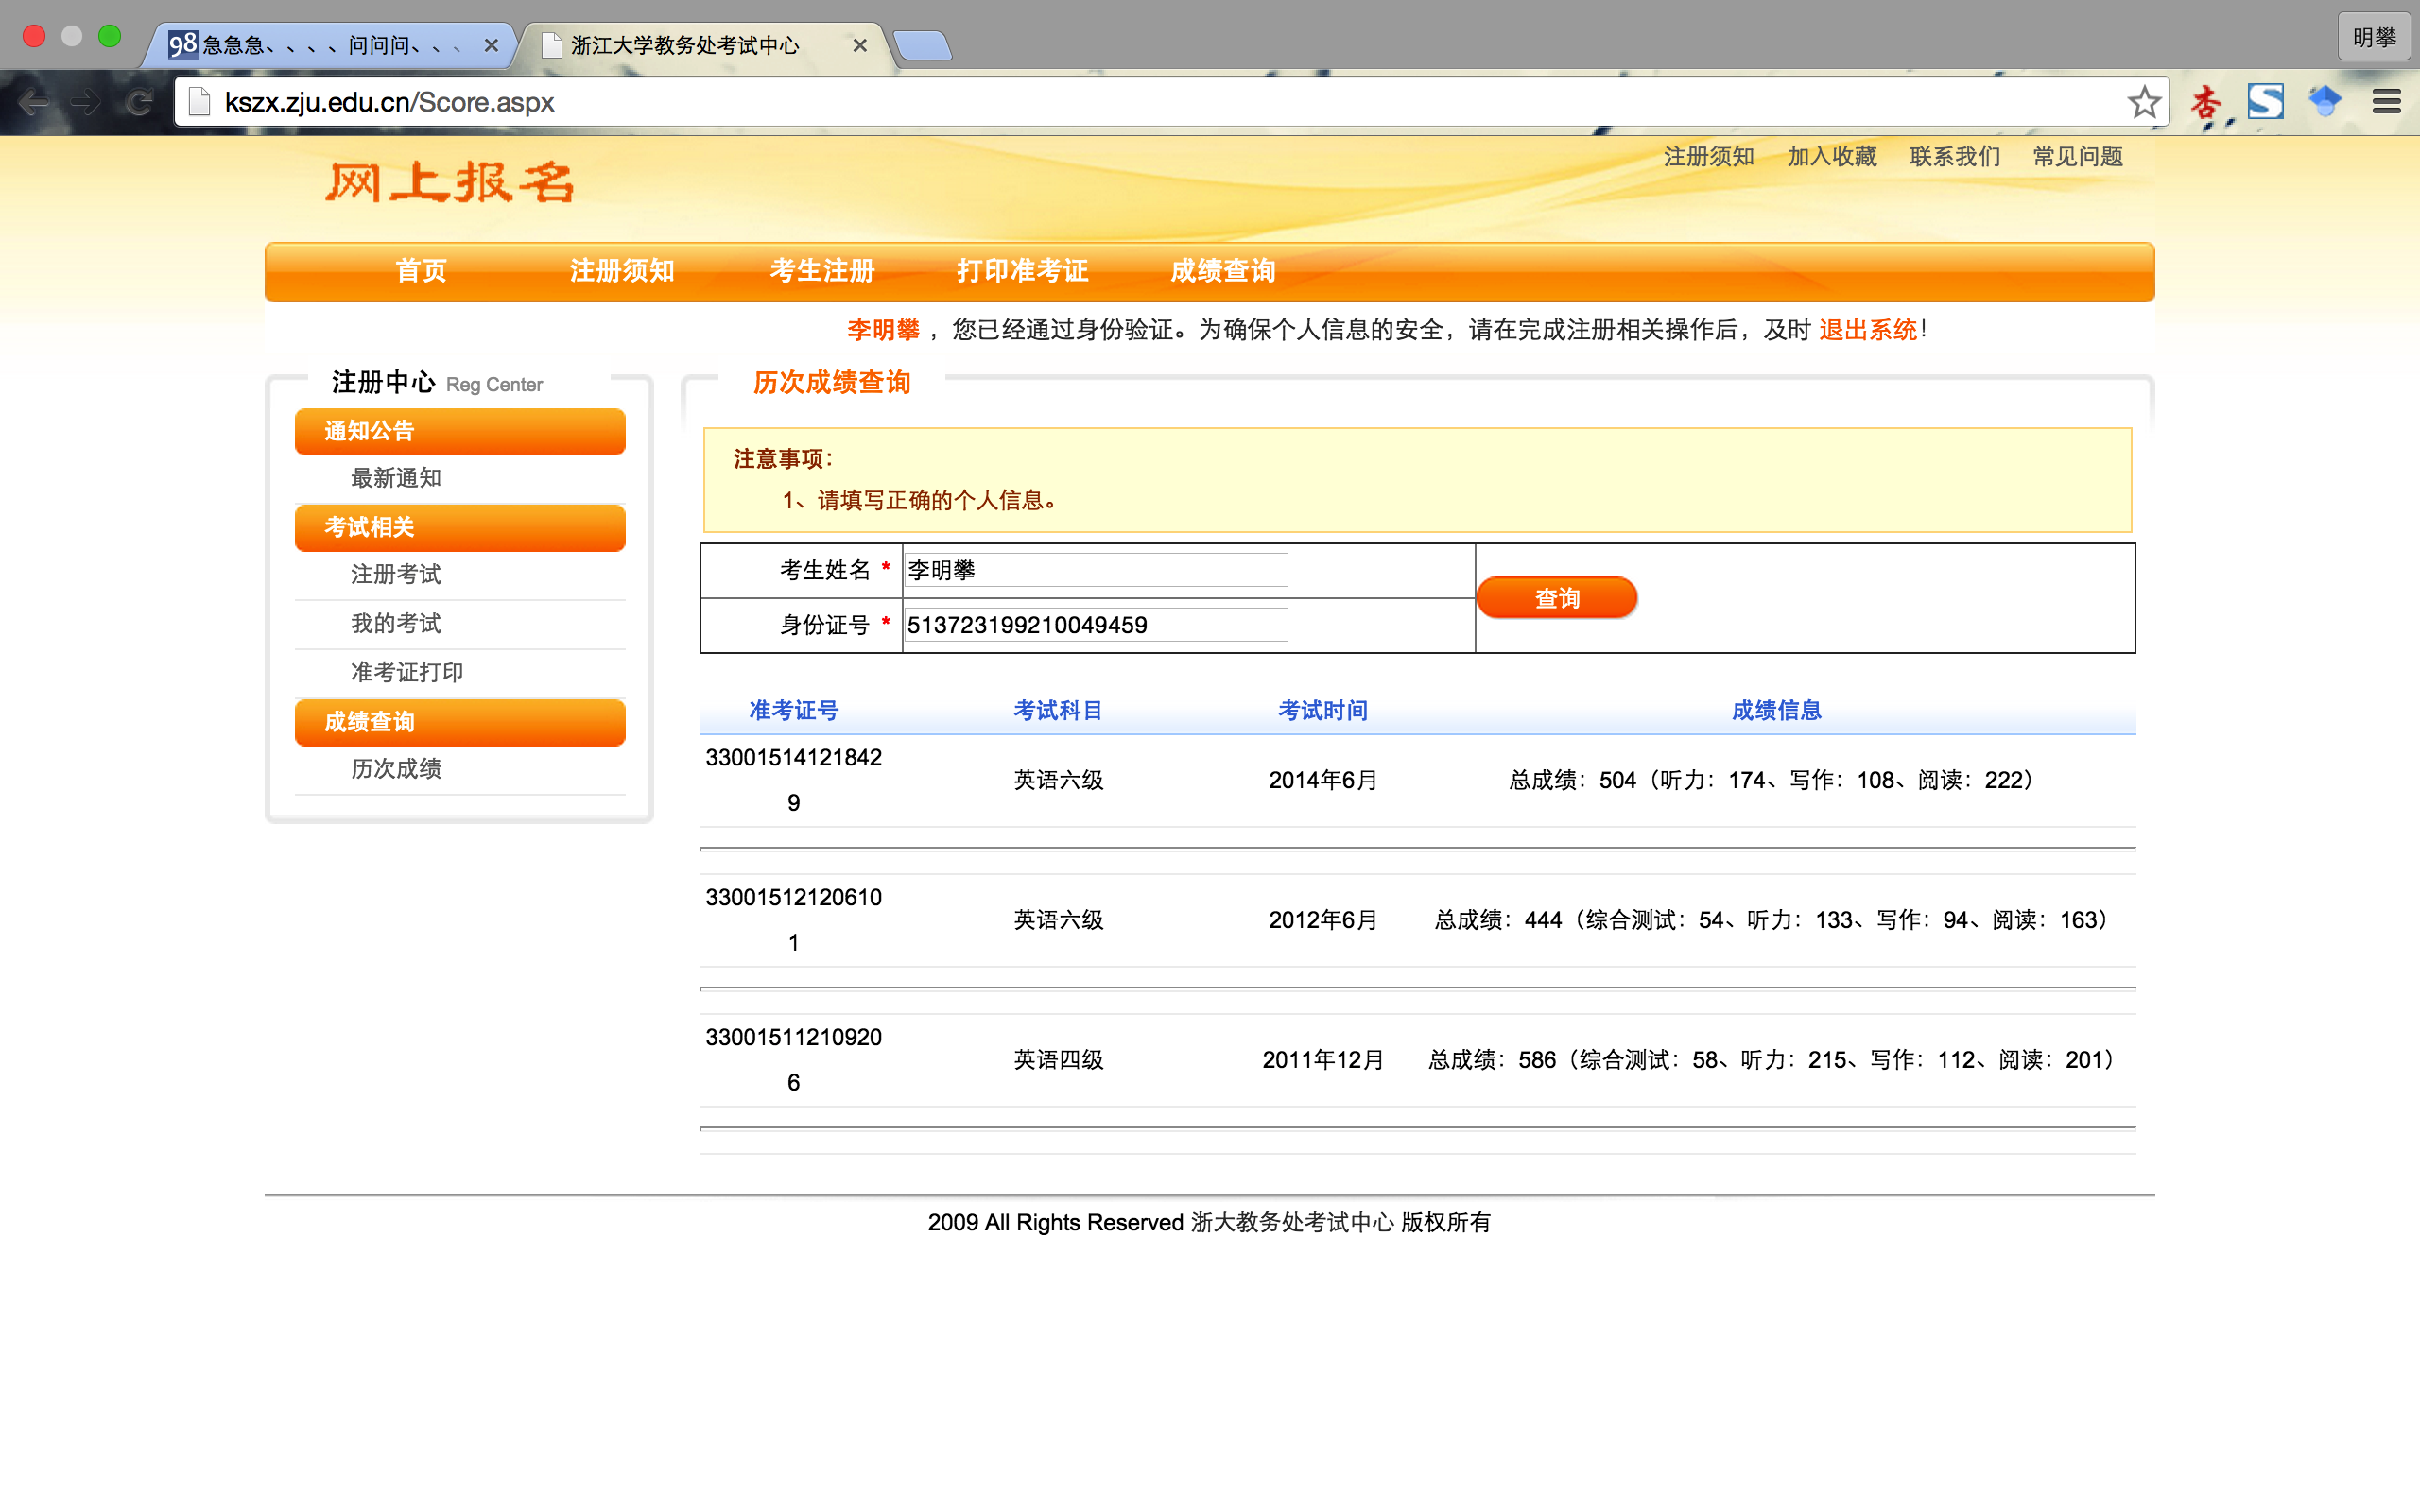 98 急急急、、、、问问问、、、
浙江大学教务处考试中心
明攀
kszx.zju.edu.cn/Score.aspx
杏
网上报名
注册须知 加入收藏 联系我们 常见问题
首页 注册须知 考生注册 打印准考证 成绩查询
李明攀 ，您已经通过身份验证。为确保个人信息的安全，请在完成注册相关操作后，及时 退出系统！
注册中心 Reg Center
通知公告
最新通知
考试相关
注册考试
我的考试
准考证打印
成绩查询
历次成绩
历次成绩查询
注意事项：
1、请填写正确的个人信息。
考生姓名 * 李明攀
身份证号 * 513723199210049459
查询
准考证号 考试科目 考试时间 成绩信息
33001514121842
9
英语六级 2014年6月 总成绩：504（听力：174、写作：108、阅读：222）
33001512120610
1
英语六级 2012年6月 总成绩：444（综合测试：54、听力：133、写作：94、阅读：163）
33001511210920
6
英语四级 2011年12月 总成绩：586（综合测试：58、听力：215、写作：112、阅读：201）
2009 All Rights Reserved 浙大教务处考试中心 版权所有